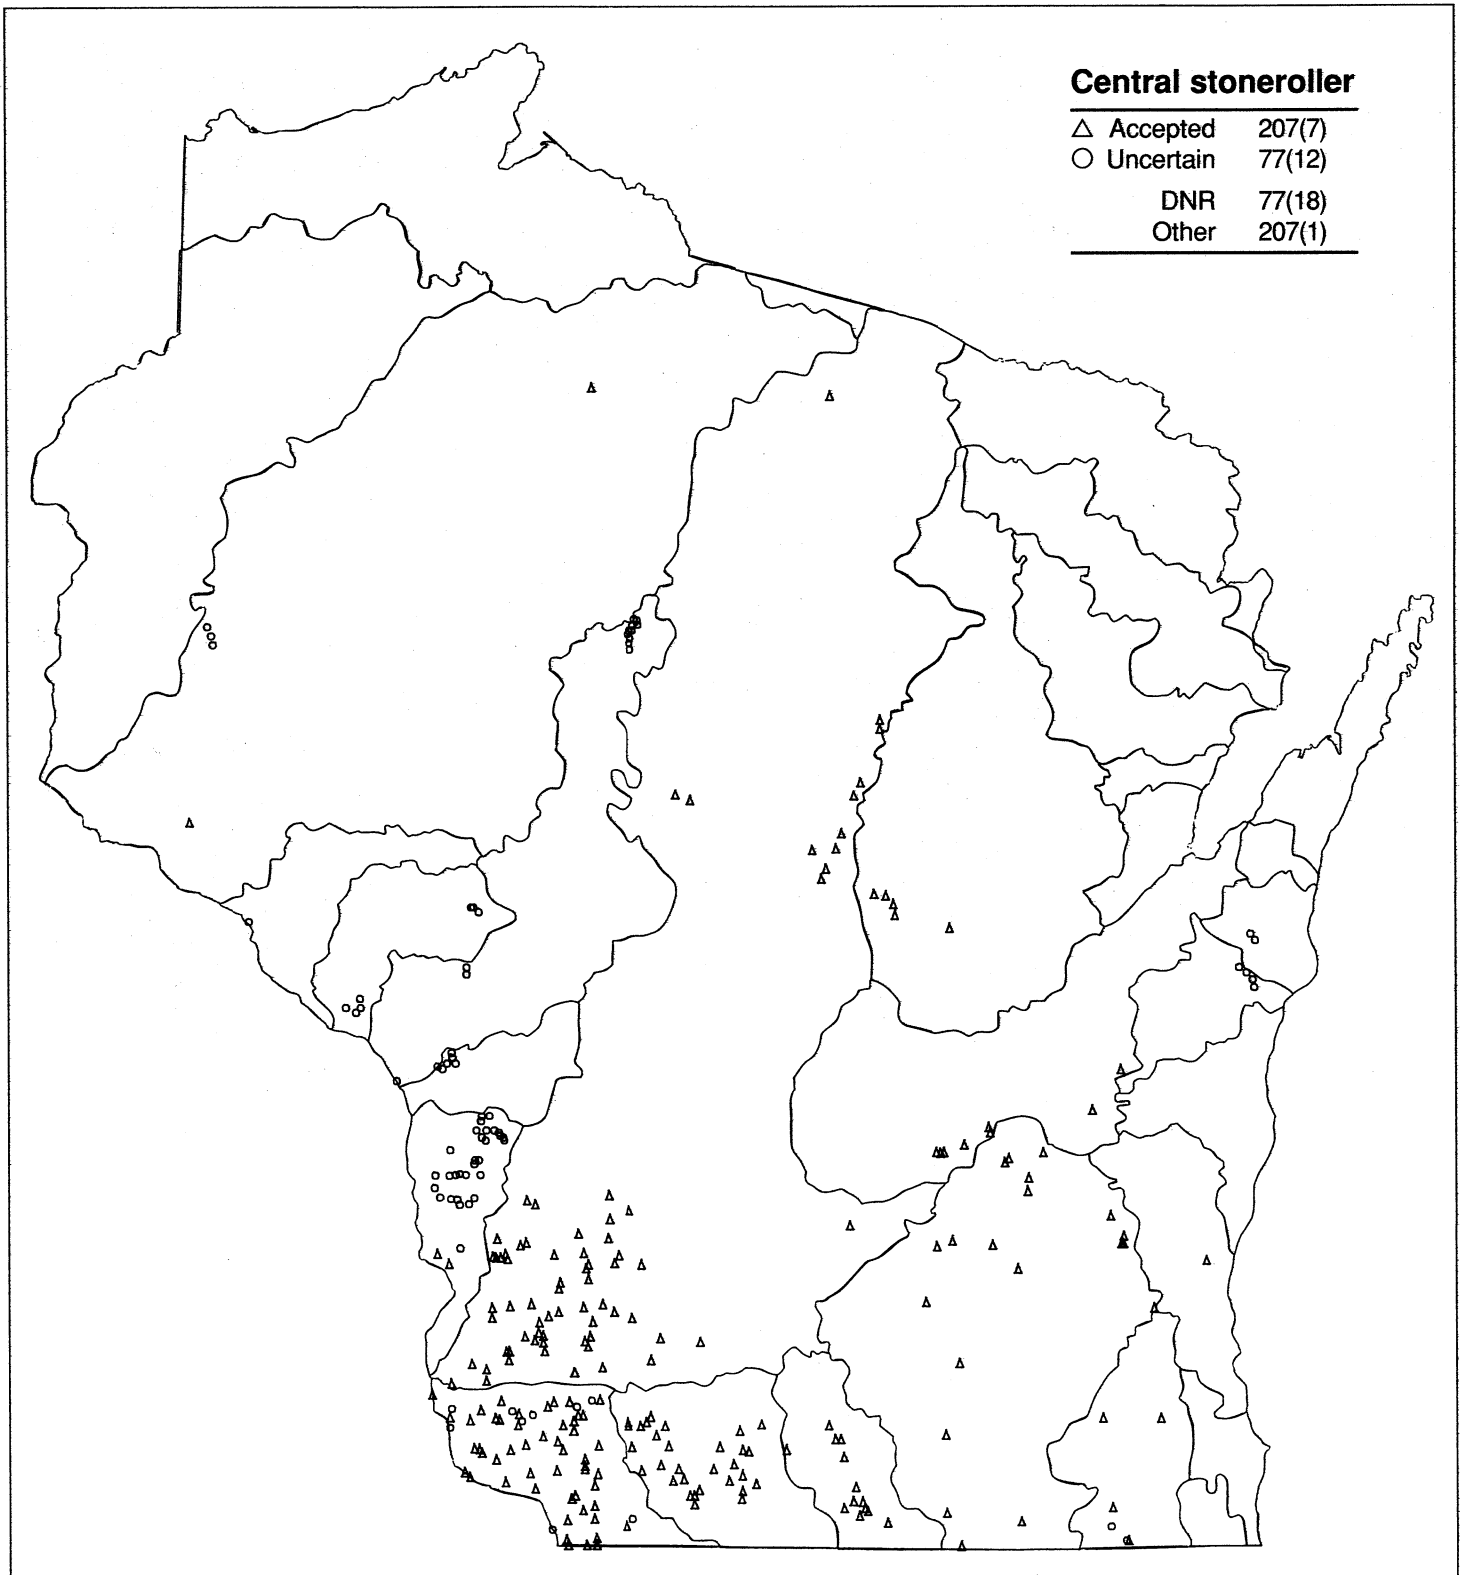 Central stoneroller
△ Accepted 207(7)
○ Uncertain 77(12)
DNR 77(18)
Other 207(1)